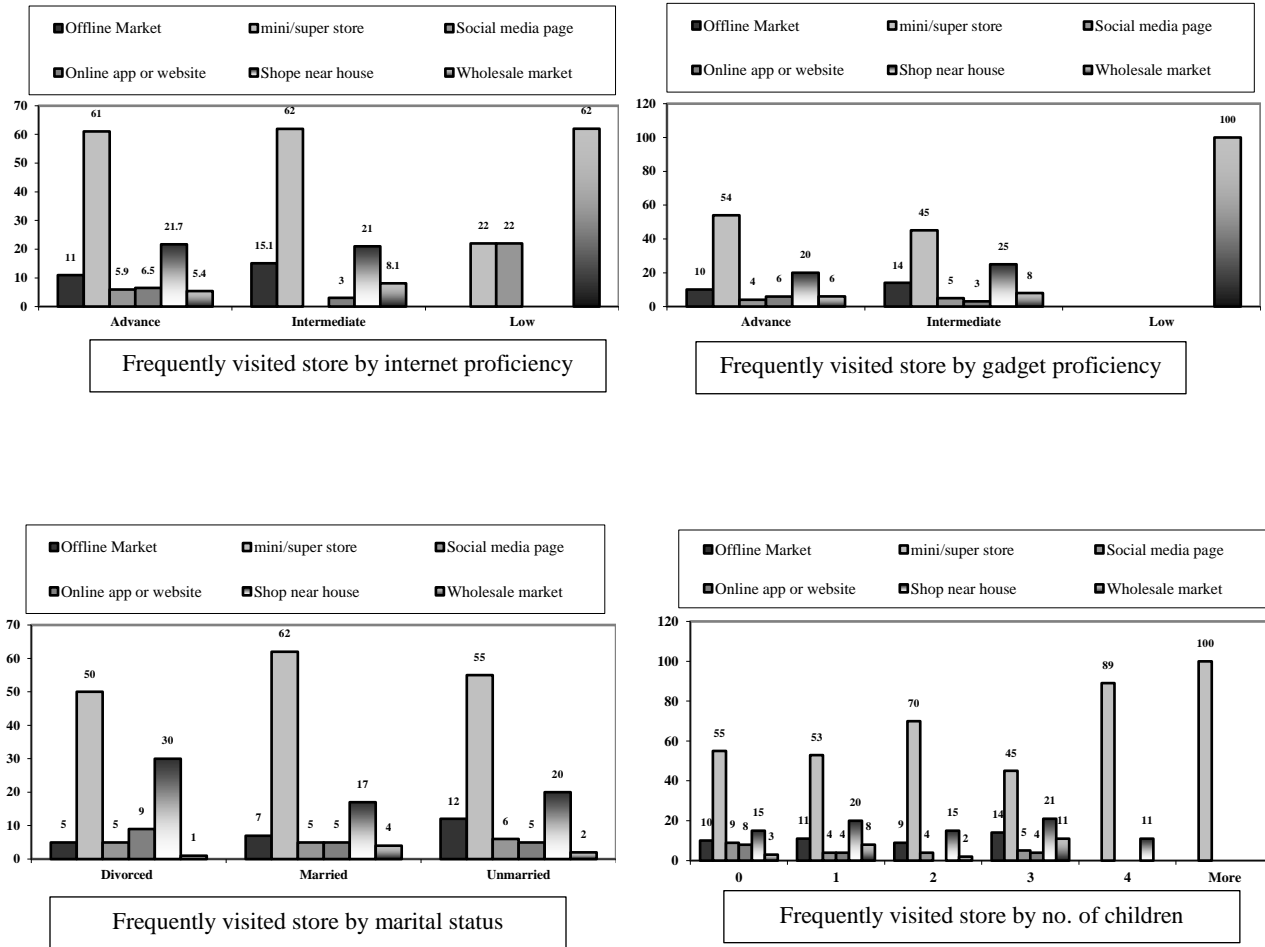 Offline Market mini/super store Social media page
Online app or website Shope near house Wholesale market
70
60
50
40
30
20
10
0
11 61 5.9 6.5 21.7 5.4
15.1 62 3 21 8.1
22 22 62
Advance Intermediate Low
Frequently visited store by internet proficiency
Offline Market mini/super store Social media page
Online app or website Shop near house Wholesale market
120
100
80
60
40
20
0
10 54 4 6 20 6
14 45 5 3 25 8
100
Advance Intermediate Low
Frequently visited store by gadget proficiency
Offline Market mini/super store Social media page
Online app or website Shop near house Wholesale market
70
60
50
40
30
20
10
0
5 50 5 9 30 1
7 62 5 5 17 4
12 55 6 5 20 2
Divorced Married Unmarried
Frequently visited store by marital status
Offline Market mini/super store Social media page
Online app or website Shop near house Wholesale market
120
100
80
60
40
20
0
10 55 9 8 15 3
11 53 4 4 20 8
9 70 4 15 2
14 45 5 4 21 11
89 11
100
0 1 2 3 4 More
Frequently visited store by no. of children